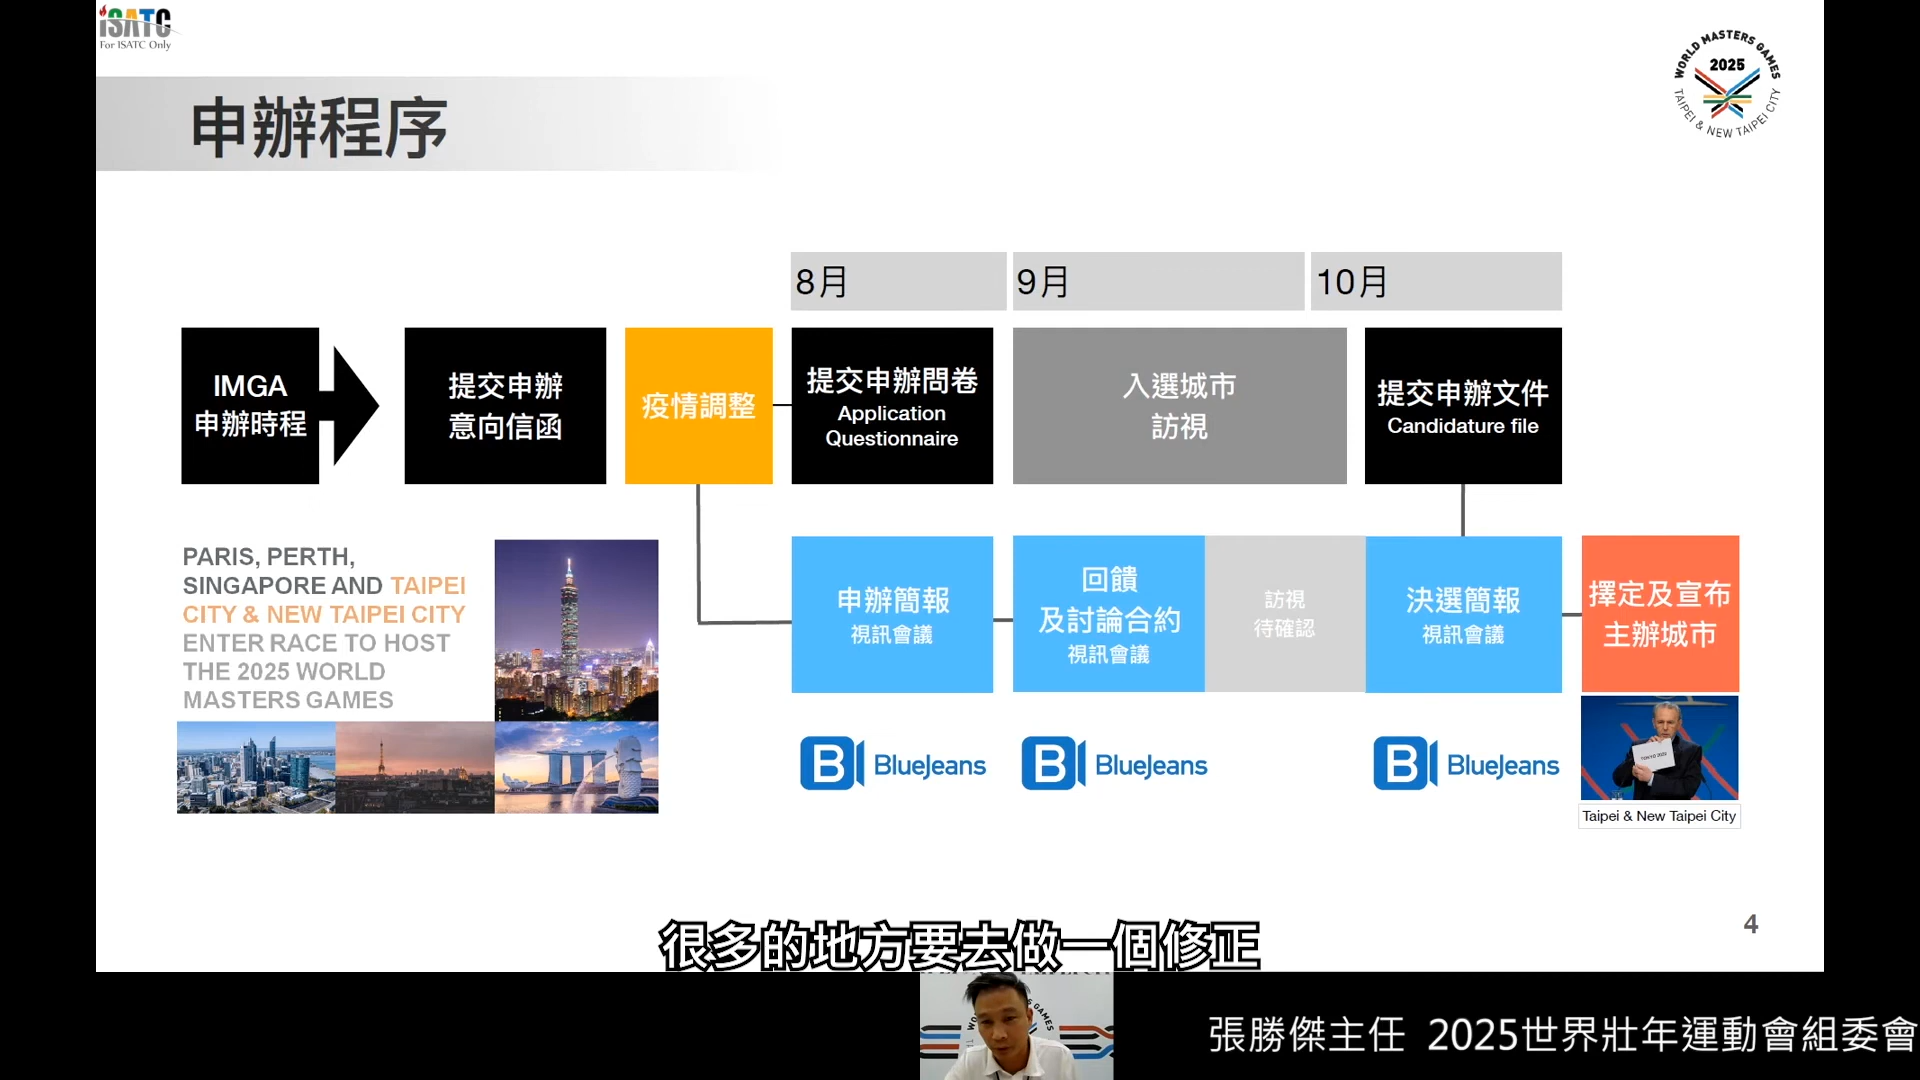 iSATC
For ISATC Only
WORLD MASTERS GAMES
2025
TAIPEI & NEW TAIPEI CITY
申辦程序
8月
9月
10月
IMGA
申辦時程
提交申辦
意向信函
疫情調整
提交申辦問卷
Application
Questionnaire
入選城市
訪視
提交申辦文件
Candidature file
PARIS, PERTH,
SINGAPORE AND TAIPEI
CITY & NEW TAIPEI CITY
ENTER RACE TO HOST
THE 2025 WORLD
MASTERS GAMES
申辦簡報
視訊會議
回饋
及討論合約
視訊會議
訪視
待確認
決選簡報
視訊會議
擇定及宣布
主辦城市
B BlueJeans
B BlueJeans
B BlueJeans
TOKYO 2020
Taipei & New Taipei City
4
很多的地方要去做一個修正
張勝傑主任 2025世界壯年運動會組委會